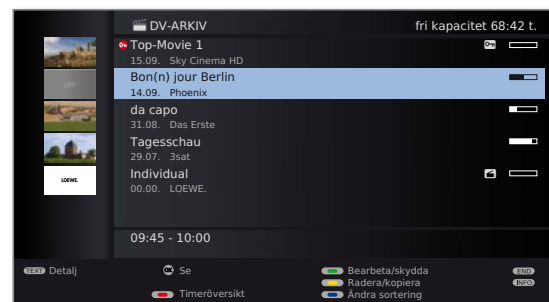 DV-ARKIV fri kapacitet 68:42 t.
Top-Movie 1
15.09. Sky Cinema HD
Bon(n) jour Berlin
14.09. Phoenix
da capo
31.08. Das Erste
Tagesschau
29.07. 3sat
Individual
00.00. LOEWE.
LOEWE.
09:45 - 10:00
TEXT Detalj OK Se Bearbeta/skydda END
Radera/kopiera INFO
Timeröversikt Ändra sortering